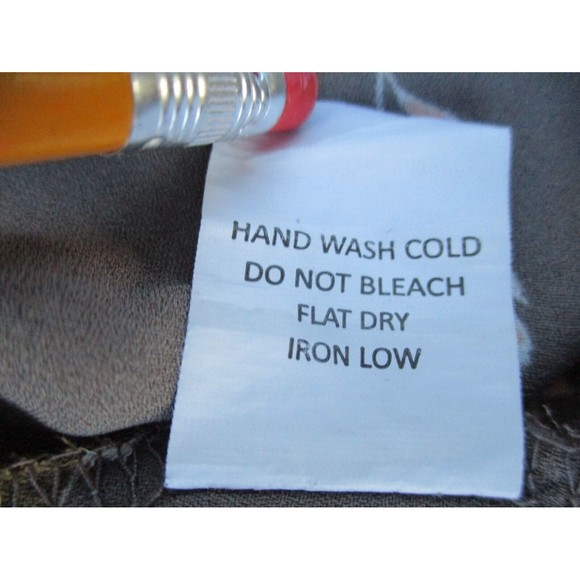 HAND WASH COLD
DO NOT BLEACH
FLAT DRY
IRON LOW